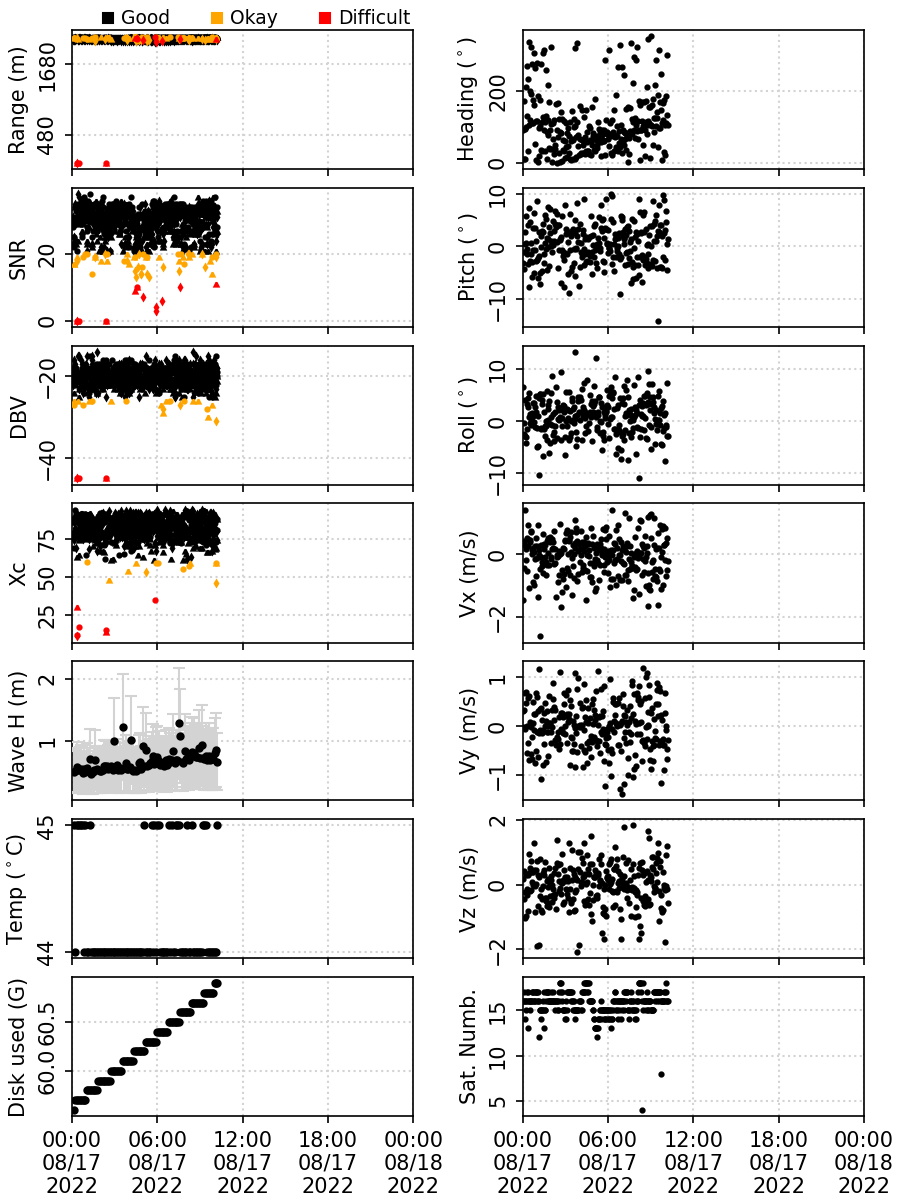 Good Okay Difficult
Range (m)
1680
480
Heading (°)
200
0
SNR
20
0
Pitch (°)
10
0
−10
DBV
−20
−40
Roll (°)
10
0
−10
Xc
75
50
25
Vx (m/s)
0
−2
Wave H (m)
2
1
Vy (m/s)
1
0
−1
Temp (°C)
45
44
Vz (m/s)
2
0
−2
Disk used (G)
60.5
60.0
Sat. Numb.
15
10
5
00:00 06:00 12:00 18:00 00:00
08/17 08/17 08/17 08/17 08/18
2022 2022 2022 2022 2022
00:00 06:00 12:00 18:00 00:00
08/17 08/17 08/17 08/17 08/18
2022 2022 2022 2022 2022